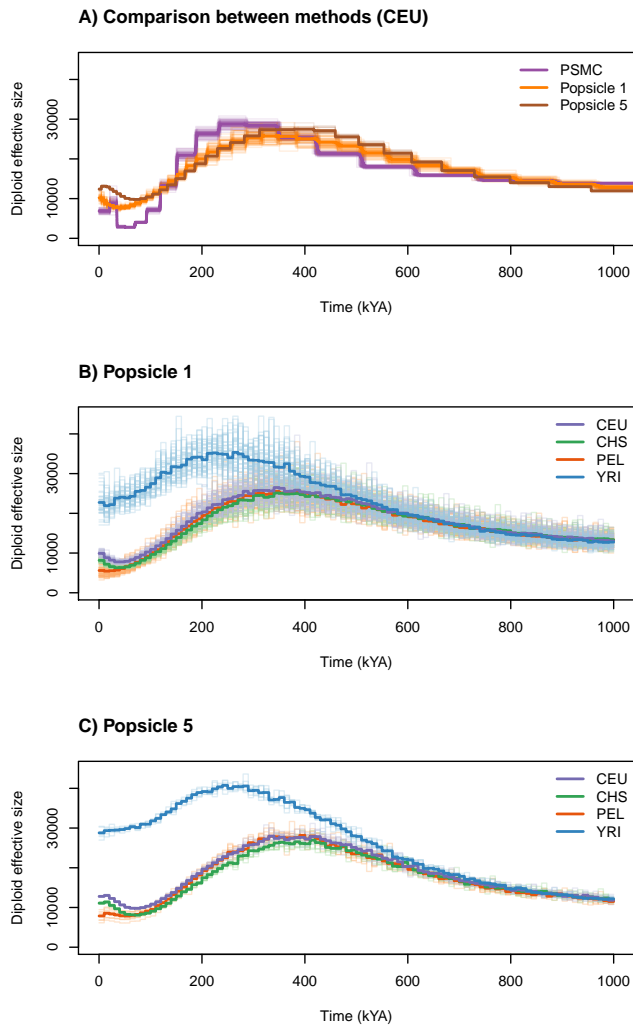 A) Comparison between methods (CEU)
Diploid effective size
0 10000 30000
PSMC
Popsicle 1
Popsicle 5
0 200 400 600 800 1000
Time (kYA)
B) Popsicle 1
Diploid effective size
0 10000 30000
CEU
CHS
PEL
YRI
0 200 400 600 800 1000
Time (kYA)
C) Popsicle 5
Diploid effective size
0 10000 30000
CEU
CHS
PEL
YRI
0 200 400 600 800 1000
Time (kYA)